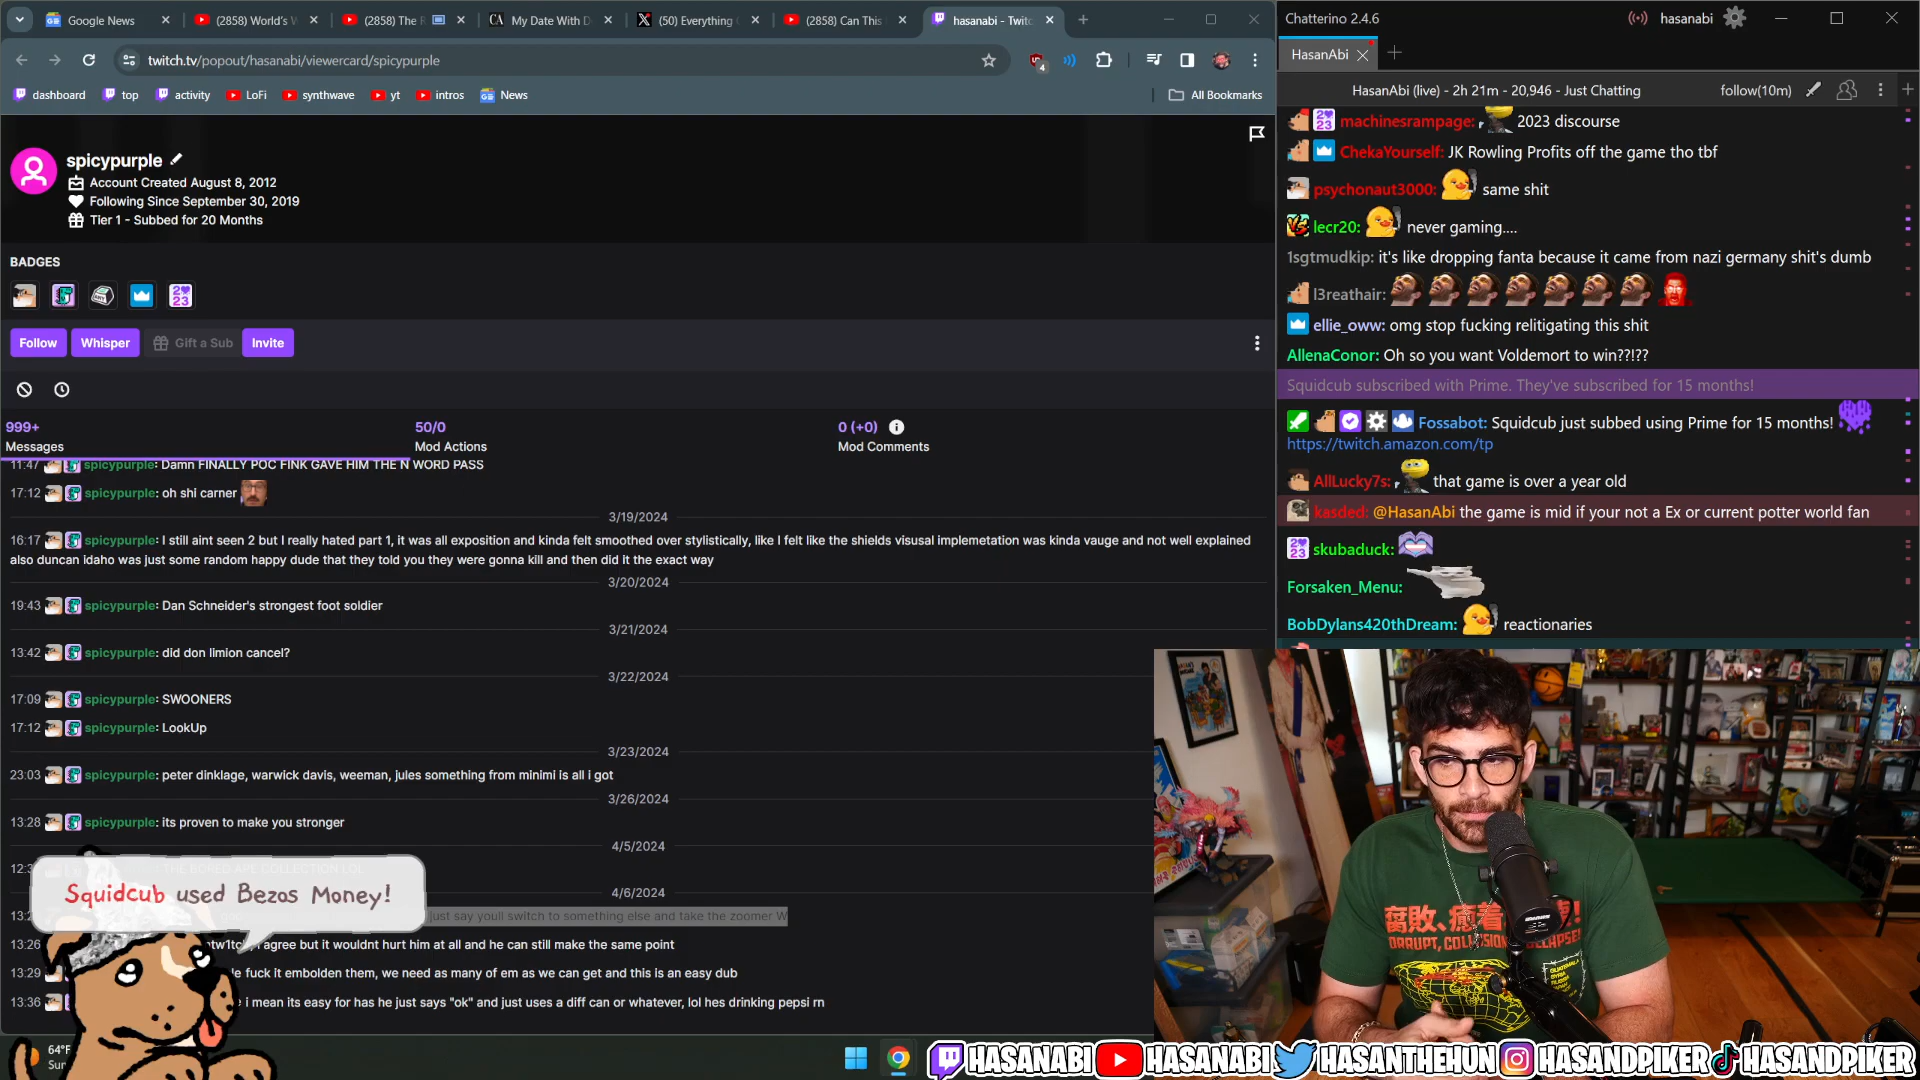 Google News
(2858) World's
(2858) The
My Date With D
(50) Everything
(2858) Can This
hasanabi - Twitc
twitch.tv/popout/hasanabi/viewercard/spicypurple
dashboard
top
activity
LoFi
synthwave
yt
intros
News
All Bookmarks
spicypurple
Account Created August 8, 2012
Following Since September 30, 2019
Tier 1 - Subbed for 20 Months
BADGES
Follow
Whisper
Gift a Sub
Invite
999+
Messages
50/0
Mod Actions
0 (+0)
Mod Comments
11:47 spicypurple: Damn FINALLY POC FINK GAVE HIM THE N WORD PASS
17:12 spicypurple: oh shi carner
3/19/2024
16:17 spicypurple: I still aint seen 2 but I really hated part 1, it was all exposition and kinda felt smoothed over stylistically, like I felt like the shields visusal implemetation was kinda vauge and not well explained
also duncan idaho was just some random happy dude that they told you they were gonna kill and then did it the exact way
3/20/2024
19:43 spicypurple: Dan Schneider's strongest foot soldier
3/21/2024
13:42 spicypurple: did don limion cancel?
3/22/2024
17:09 spicypurple: SWOONERS
17:12 spicypurple: LookUp
3/23/2024
23:03 spicypurple: peter dinklage, warwick davis, weeman, jules something from minimi is all i got
3/26/2024
13:28 spicypurple: its proven to make you stronger
4/5/2024
THE BORED APE COLLECTION LOL
4/6/2024
just say youll switch to something else and take the zoomer W
13:26 agree but it wouldnt hurt him at all and he can still make the same point
13:29 fuck it embolden them, we need as many of em as we can get and this is an easy dub
13:36 i mean its easy for has he just says "ok" and just uses a diff can or whatever, lol hes drinking pepsi rn
Squidcub used Bezos Money!
64°F
Chatterino 2.4.6
hasanabi
HasanAbi
HasanAbi (live) - 2h 21m - 20,946 - Just Chatting
follow(10m)
machinesrampage: 2023 discourse
ChekaYourself: JK Rowling Profits off the game tho tbf
psychonaut3000: same shit
lecr20: never gaming....
1sgtmudkip: it's like dropping fanta because it came from nazi germany shit's dumb
l3reathair:
ellie_oww: omg stop fucking relitigating this shit
AllenaConor: Oh so you want Voldemort to win??!??
Squidcub subscribed with Prime. They've subscribed for 15 months!
Fossabot: Squidcub just subbed using Prime for 15 months!
https://twitch.amazon.com/tp
AllLucky7s: that game is over a year old
kasded: @HasanAbi the game is mid if your not a Ex or current potter world fan
skubaduck:
Forsaken_Menu:
BobDylans420thDream: reactionaries
腐敗、癒着
HASANABI
HASANABI
HASANTHEHUN
HASANDPIKER
HASANDPIKER